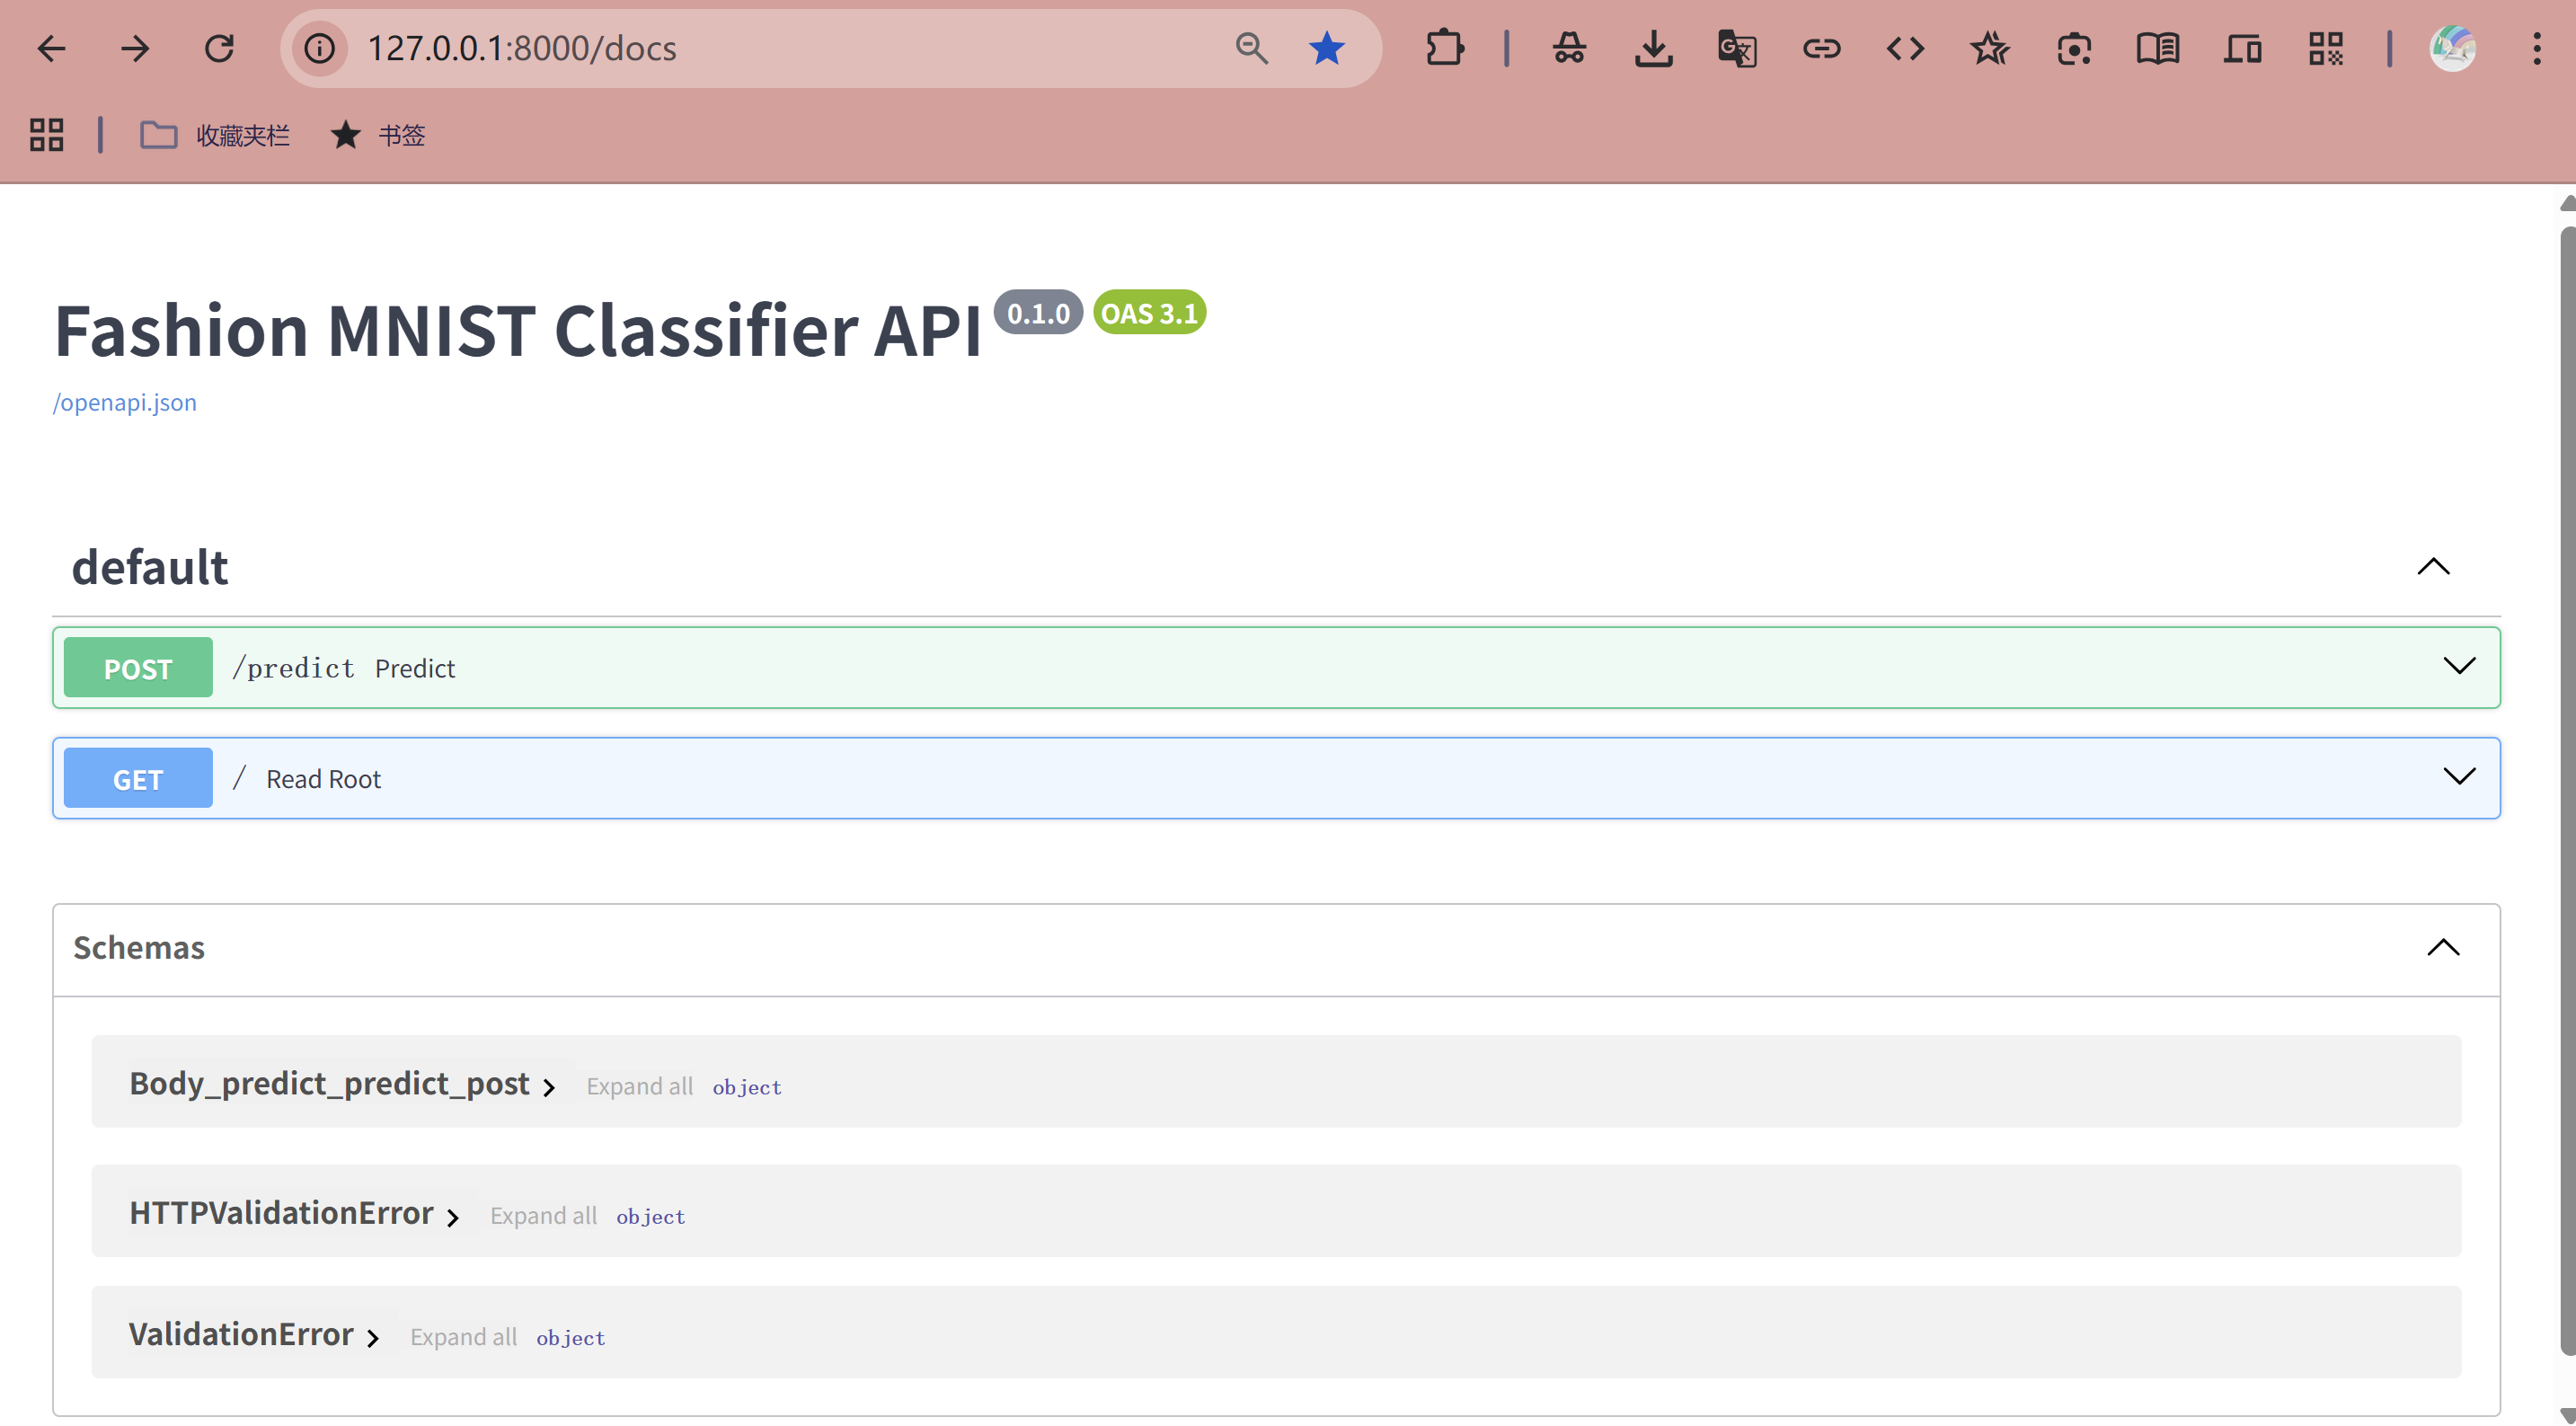 127.0.0.1:8000/docs
收藏夹栏 书签
Fashion MNIST Classifier API 0.1.0 OAS 3.1
/openapi.json
default
POST /predict Predict
GET / Read Root
Schemas
Body_predict_predict_post Expand all object
HTTPValidationError Expand all object
ValidationError Expand all object